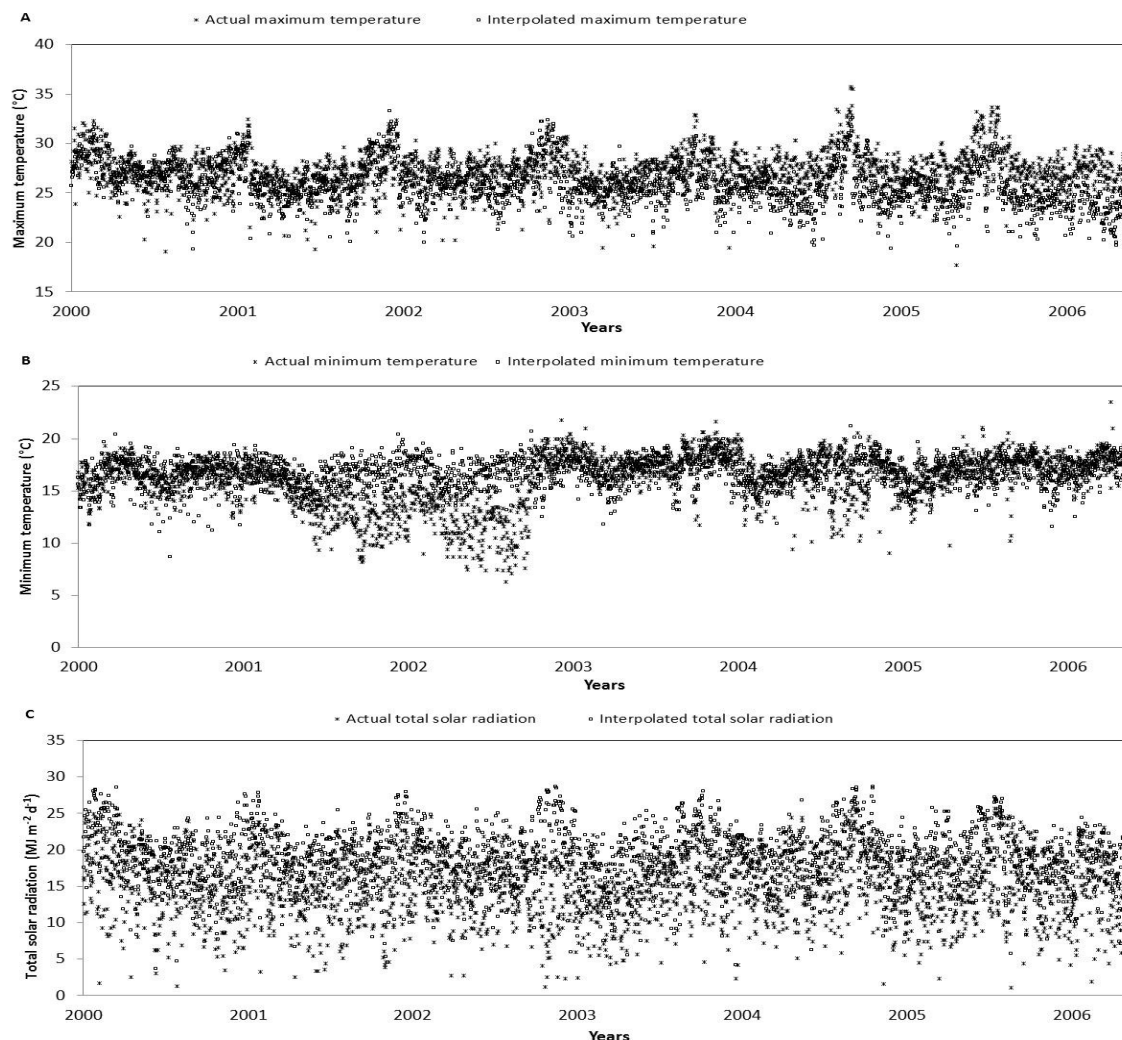 A
× Actual maximum temperature □ Interpolated maximum temperature
Maximum temperature (°C)
40
35
30
25
20
15
2000 2001 2002 2003 2004 2005 2006
Years
B
× Actual minimum temperature □ Interpolated minimum temperature
Minimum temperature (°C)
25
20
15
10
5
0
2000 2001 2002 2003 2004 2005 2006
Years
C
× Actual total solar radiation □ Interpolated total solar radiation
Total solar radiation (MJ m⁻² d⁻¹)
35
30
25
20
15
10
5
0
2000 2001 2002 2003 2004 2005 2006
Years